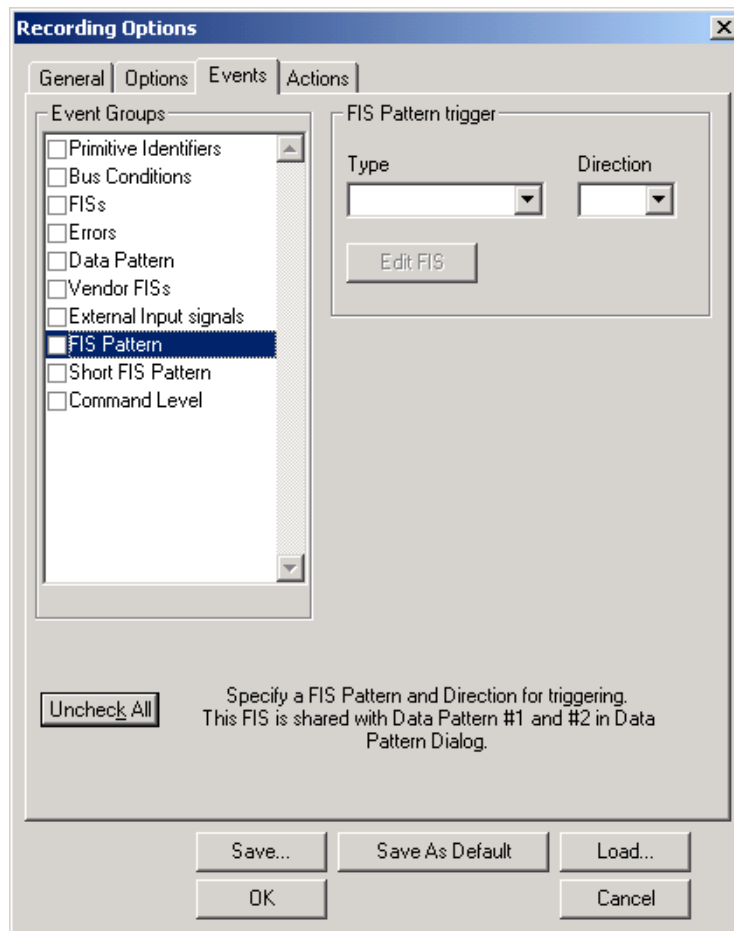 Recording Options
General
Options
Events
Actions
Event Groups
Primitive Identifiers
Bus Conditions
FISs
Errors
Data Pattern
Vendor FISs
External Input signals
FIS Pattern
Short FIS Pattern
Command Level
FIS Pattern trigger
Type
Direction
Edit FIS
Uncheck All
Specify a FIS Pattern and Direction for triggering.
This FIS is shared with Data Pattern #1 and #2 in Data
Pattern Dialog.
Save...
Save As Default
Load...
OK
Cancel